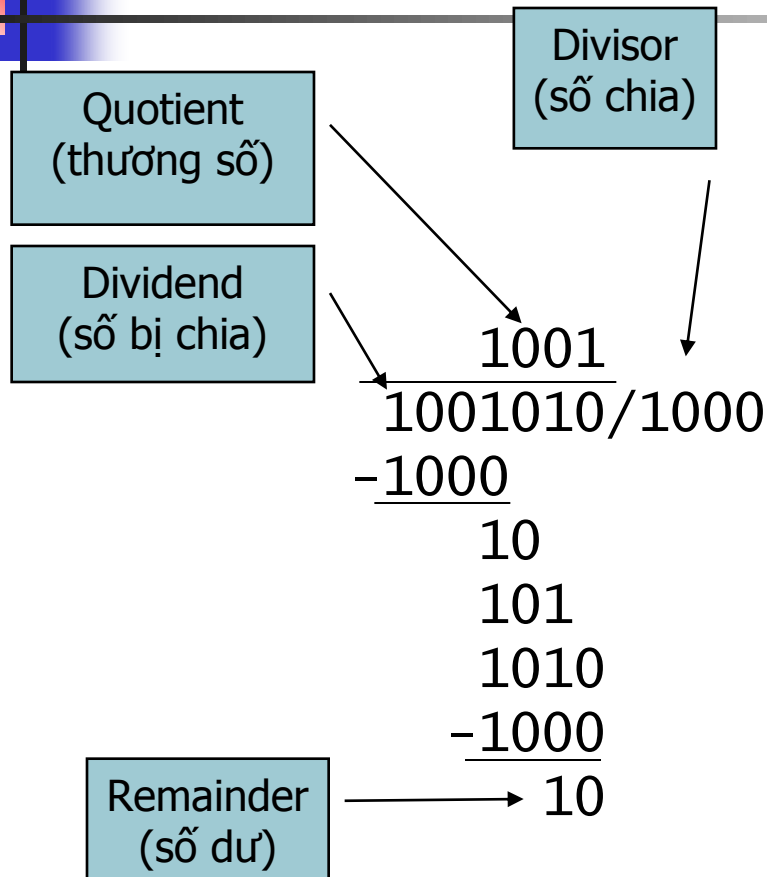 Divisor
(số chia)
Quotient
(thương số)
Dividend
(số bị chia)
1001
1001010/1000
-1000
10
101
1010
-1000
10
Remainder
(số dư)